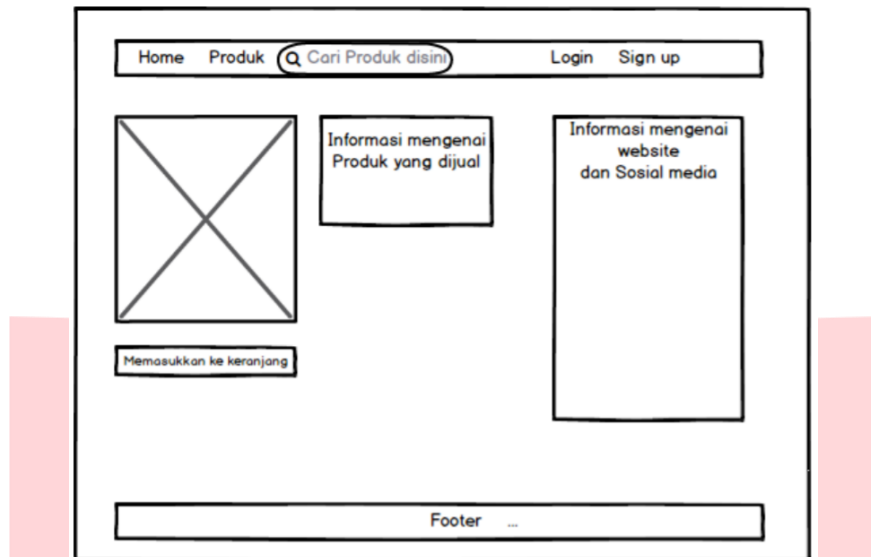 Home Produk Cari Produk disini Login Sign up
Informasi mengenai
Produk yang dijual
Informasi mengenai
website
dan Sosial media
Memasukkan ke keranjang
Footer ...